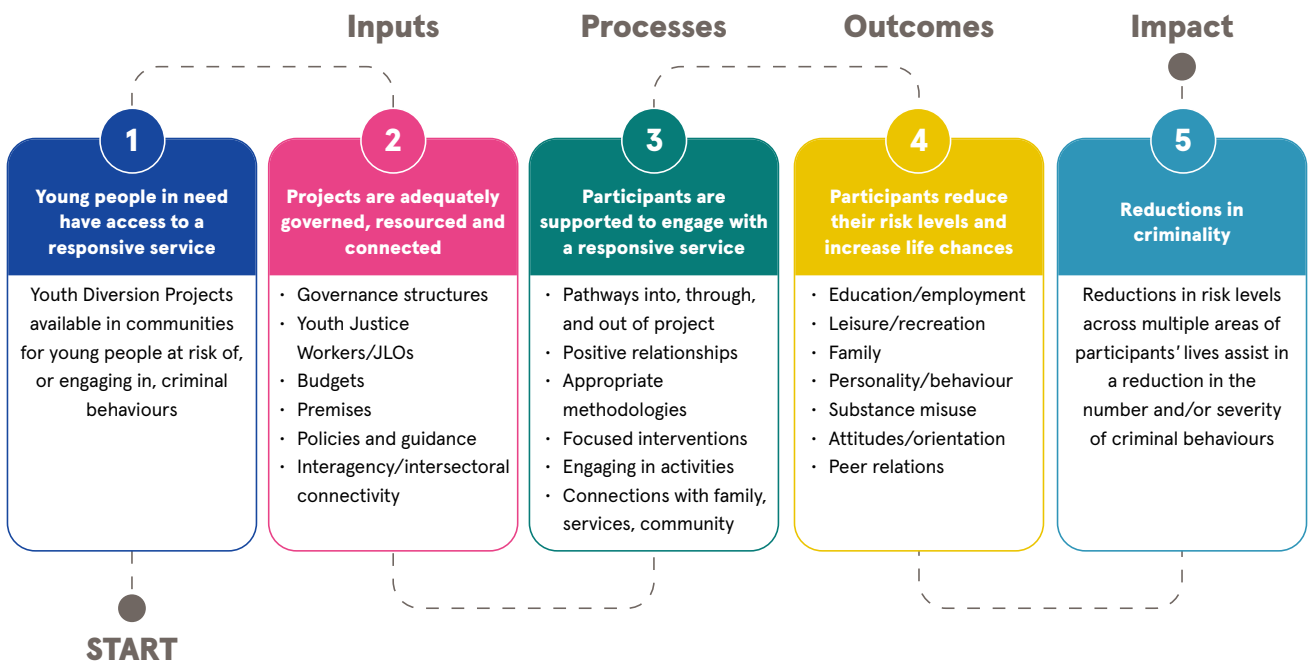 Inputs
Processes
Outcomes
Impact
1
Young people in need
have access to a
responsive service
Youth Diversion Projects
available in communities
for young people at risk of,
or engaging in, criminal
behaviours
START
2
Projects are adequately
governed, resourced and
connected
· Governance structures
· Youth Justice
Workers/JLOs
· Budgets
· Premises
· Policies and guidance
· Interagency/intersectoral
connectivity
3
Participants are
supported to engage with
a responsive service
· Pathways into, through,
and out of project
· Positive relationships
· Appropriate
methodologies
· Focused interventions
· Engaging in activities
· Connections with family,
services, community
4
Participants reduce
their risk levels and
increase life chances
· Education/employment
· Leisure/recreation
· Family
· Personality/behaviour
· Substance misuse
· Attitudes/orientation
· Peer relations
5
Reductions in
criminality
Reductions in risk levels
across multiple areas of
participants’ lives assist in
a reduction in the
number and/or severity
of criminal behaviours